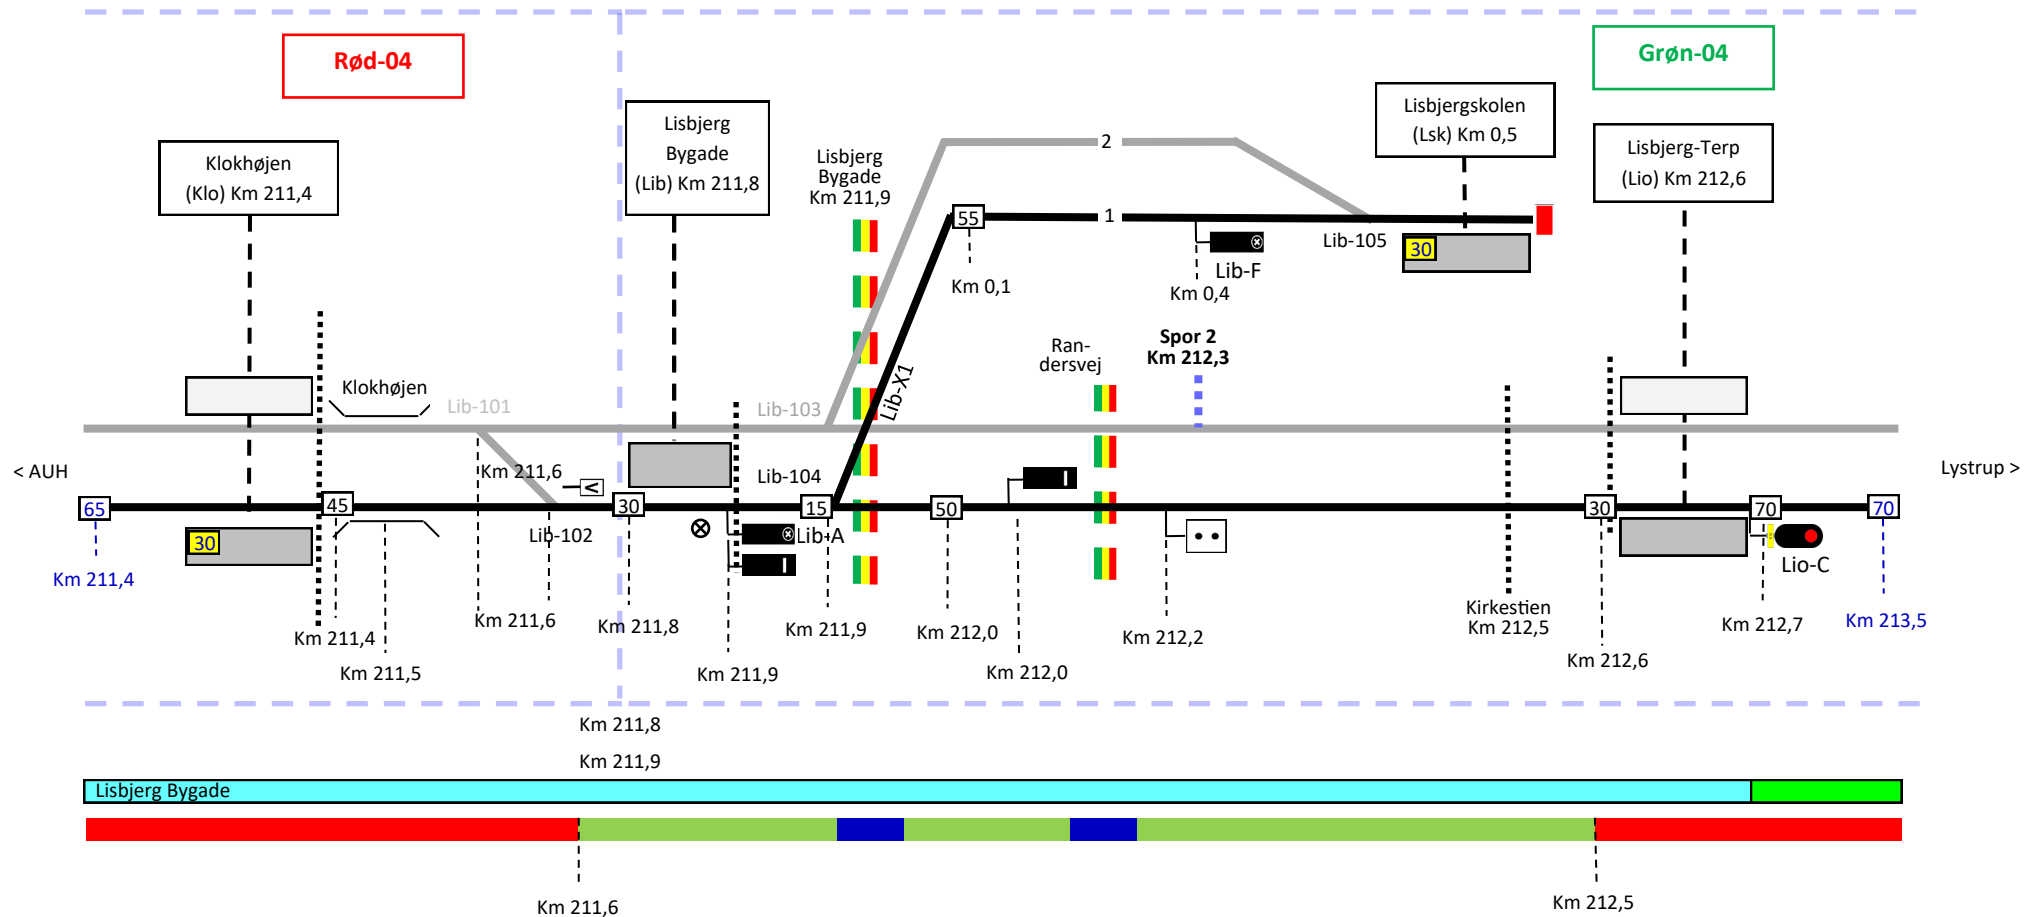 Rød-04
Grøn-04
Klokhøjen
(Klo) Km 211,4
Lisbjerg
Bygade
(Lib) Km 211,8
Lisbjerg
Bygade
Km 211,9
Lisbjergskolen
(Lsk) Km 0,5
Lisbjerg-Terp
(Lio) Km 212,6
2
1
55
Km 0,1
Lib-F
Km 0,4
Lib-105
30
Spor 2
Km 212,3
Ran-
dersvej
Lib-X1
Klokhøjen
Lib-101
Lib-103
Lib-104
Km 211,6
V
< AUH
Lystrup >
65
45
30
15
50
30
70
70
30
Lib-102
Lib-A
Lio-C
Km 211,4
Km 211,4
Km 211,5
Km 211,6
Km 211,8
Km 211,9
Km 211,9
Km 212,0
Km 212,0
Km 212,2
Kirkestien
Km 212,5
Km 212,6
Km 212,7
Km 213,5
Km 211,8
Km 211,9
Lisbjerg Bygade
Km 211,6
Km 212,5